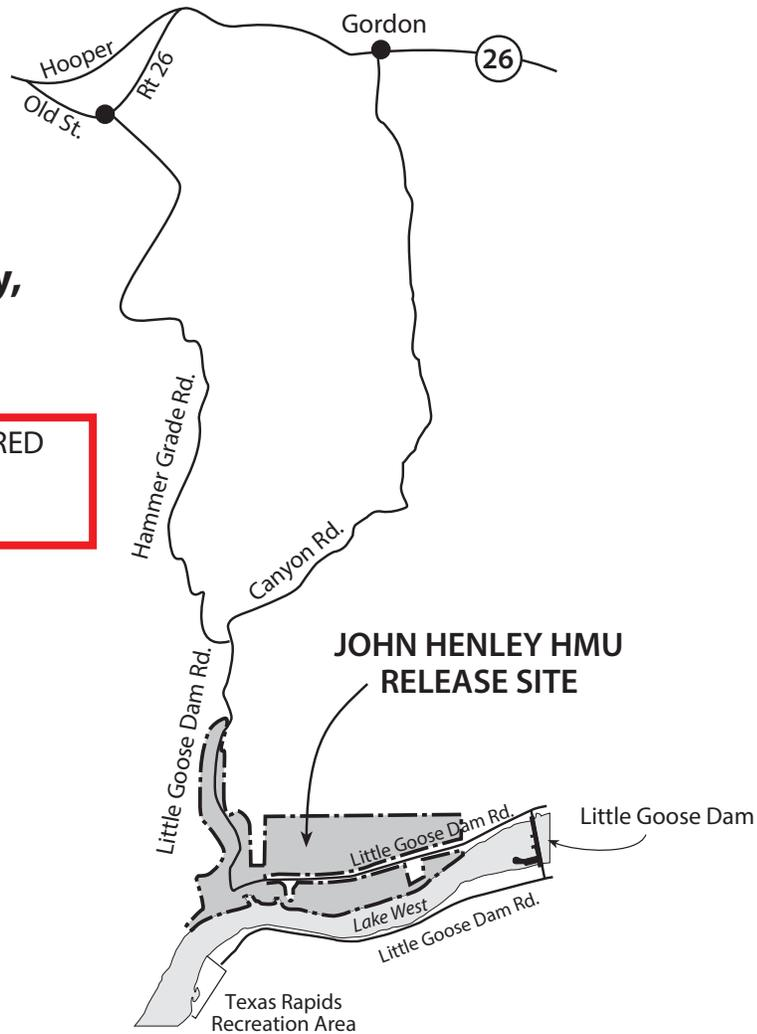 Gordon
26
Hooper
Rt 26
Old St.
y,
RED
Hammer Grade Rd.
Canyon Rd.
JOHN HENLEY HMU
RELEASE SITE
Little Goose Dam Rd.
Little Goose Dam Rd.
Little Goose Dam
Lake West
Little Goose Dam Rd.
Texas Rapids
Recreation Area